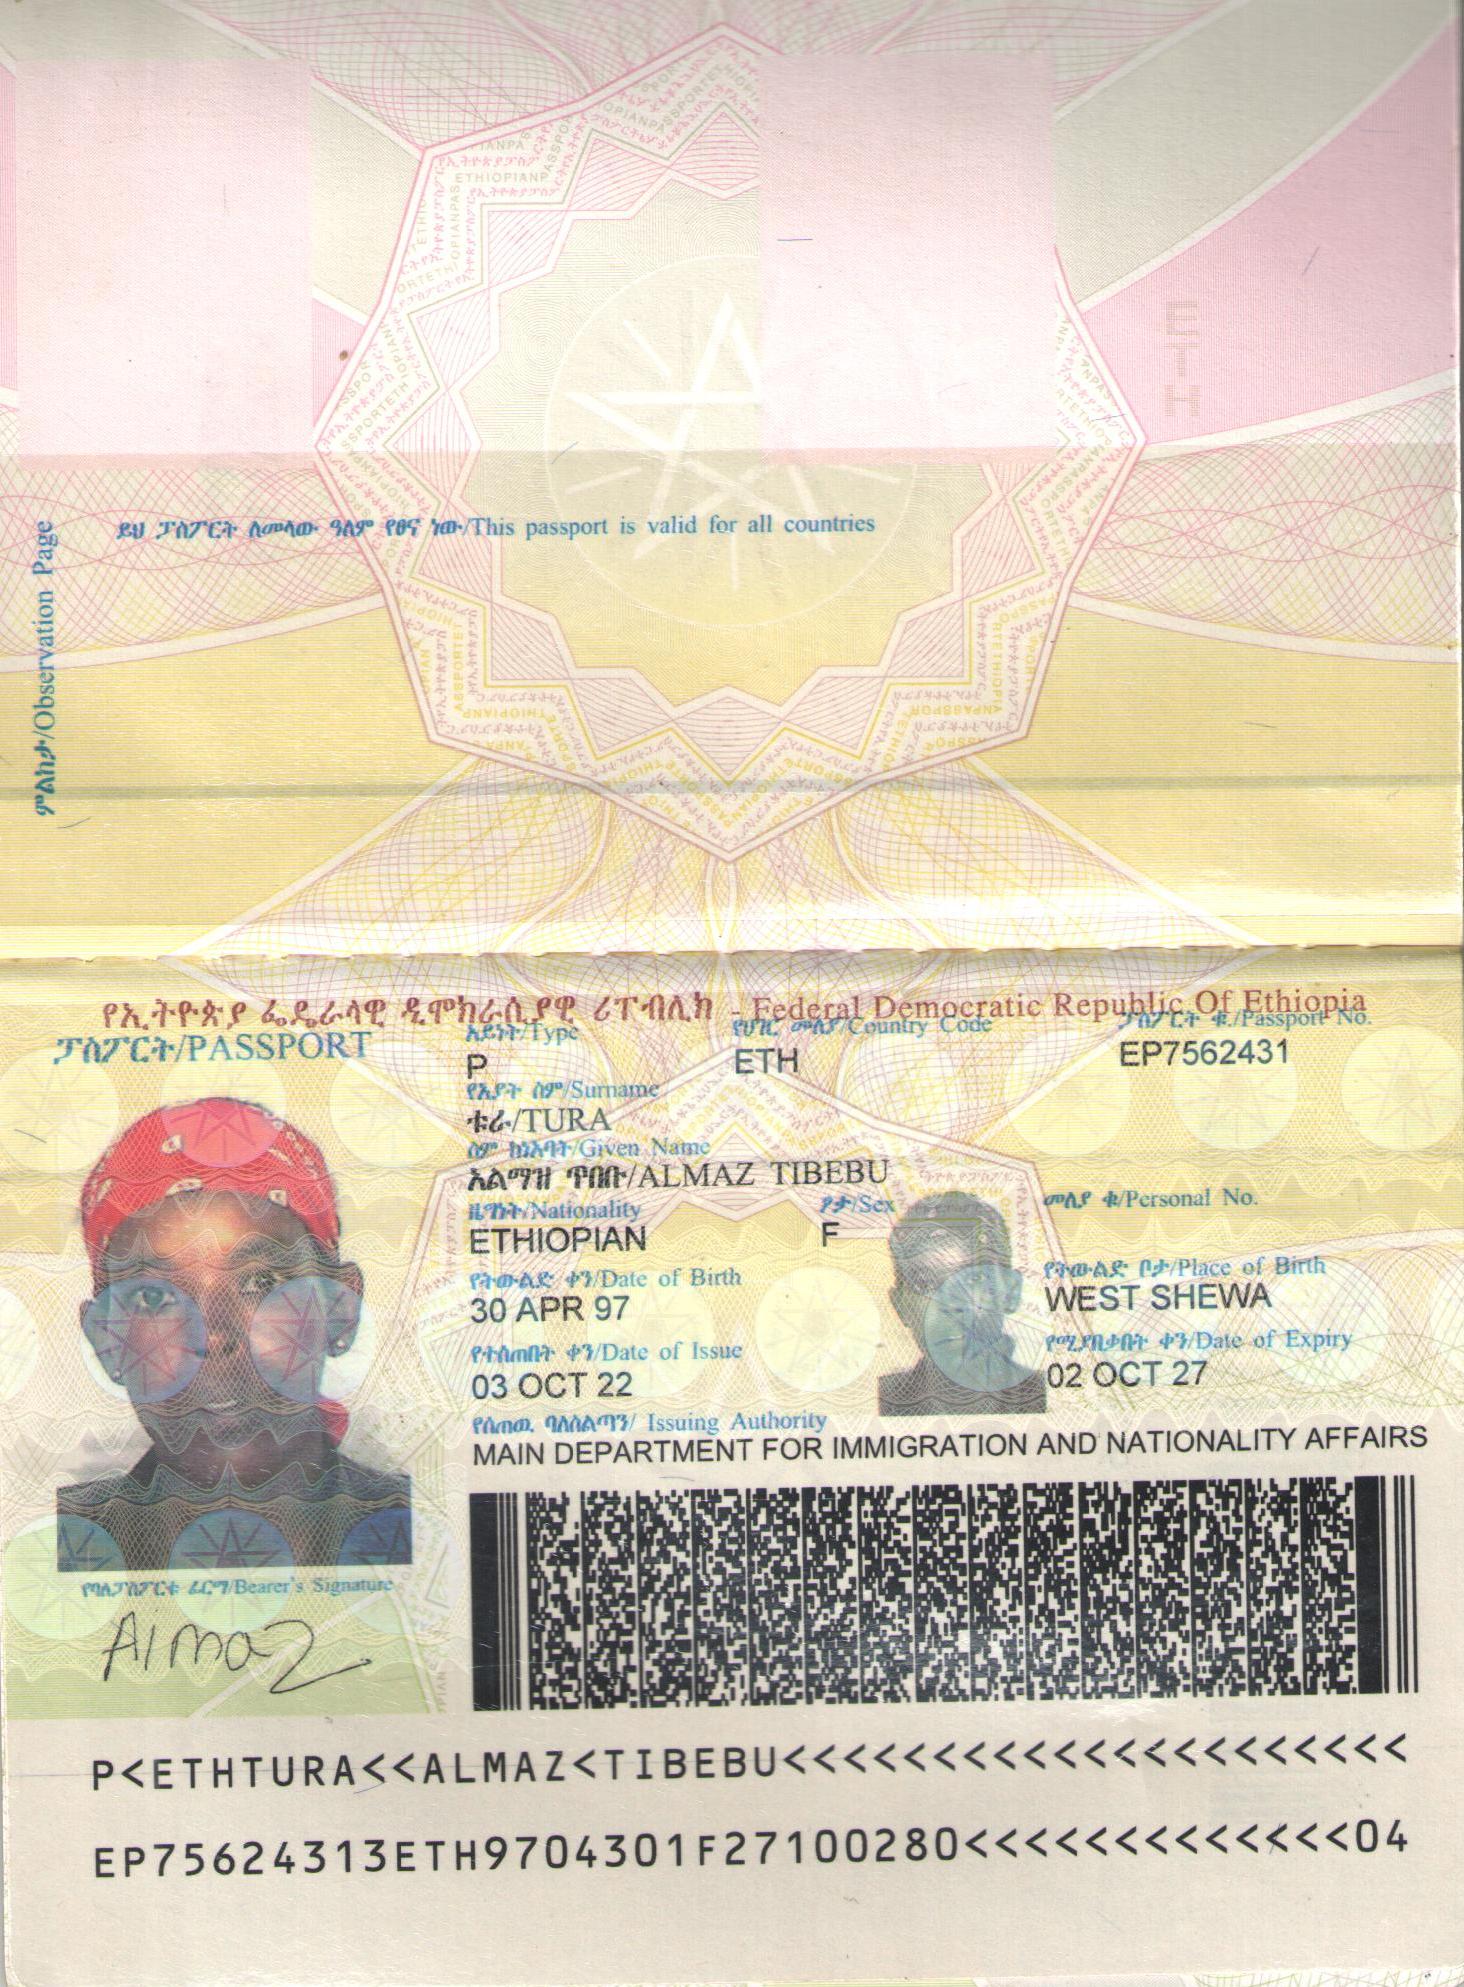 ይህ ፓስፖርት ለመላው ዓለም የፀና ነው/This passport is valid for all countries
ምልከታ/Observation Page
የኢትዮጵያ ፌዴራላዊ ዲሞክራሲያዊ ሪፐብሊክ - Federal Democratic Republic Of Ethiopia
ፓስፖርት/PASSPORT
አይነት/Type
የሀገር መለያ/Country Code
ፓስፖርት ቁ./Passport No.
P
ETH
EP7562431
የአያት ስም/Surname
ቱራ/TURA
ስም ከነአባት/Given Name
አልማዝ ጥበቡ/ALMAZ TIBEBU
ዜግነት/Nationality
ፆታ/Sex
መለያ ቁ/Personal No.
ETHIOPIAN
F
የትውልድ ቀን/Date of Birth
የትውልድ ቦታ/Place of Birth
30 APR 97
WEST SHEWA
የተሰጠበት ቀን/Date of Issue
የሚያበቃበት ቀን/Date of Expiry
03 OCT 22
02 OCT 27
የሰጠዉ ባለስልጣን/ Issuing Authority
MAIN DEPARTMENT FOR IMMIGRATION AND NATIONALITY AFFAIRS
የባለፓስፖርቱ ፊርማ/Bearer's Signature
Almaz
P<ETHTURA<<ALMAZ<TIBEBU<<<<<<<<<<<<<<<<<<<<<
EP75624313ETH9704301F27100280<<<<<<<<<<<<<04